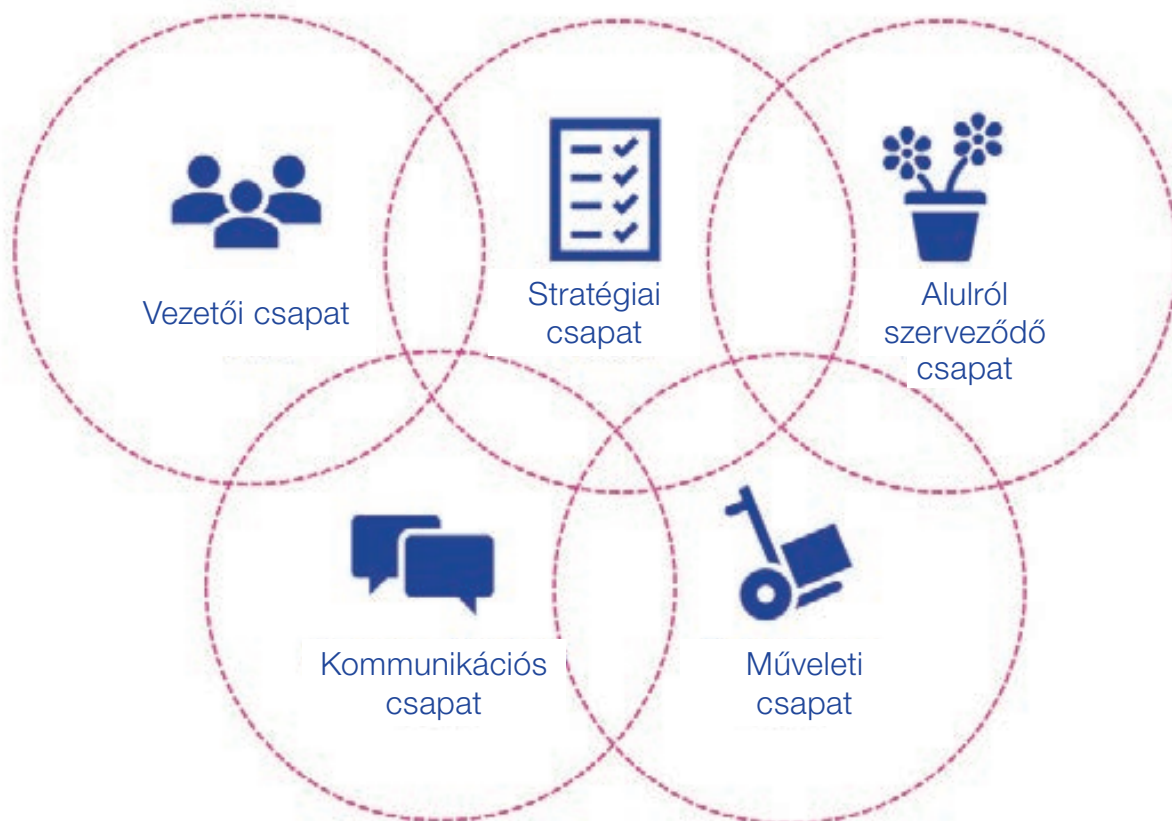 Vezetői csapat
Stratégiai
csapat
Alulról
szerveződő
csapat
Kommunikációs
csapat
Műveleti
csapat